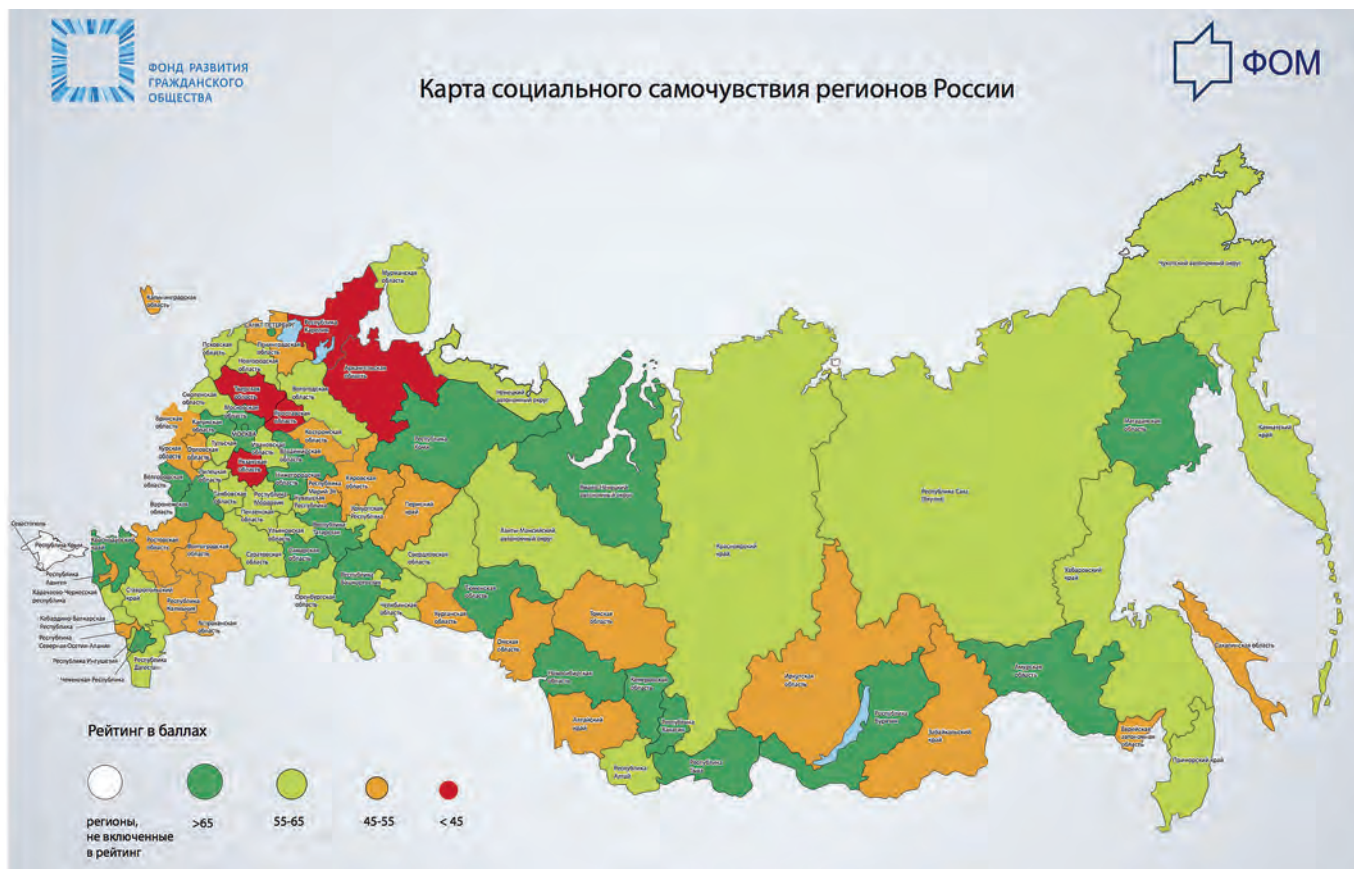 ФОНД РАЗВИТИЯ
ГРАЖДАНСКОГО
ОБЩЕСТВА
ФОМ
Карта социального самочувствия регионов России
Чукотский автономный округ
Мурманская
область
Калининградская
область
САНКТ-ПЕТЕРБУРГ
Республика
Карелия
Ленинградская
область
Псковская
область
Новгородская
область
Архангельская
область
Вологодская
область
Тверская
область
Ненецкий
автономный округ
Смоленская
область
Московская
область
Ярославская
область
Магаданская
область
Камчатский
край
Брянская
область
Калужская
область
МОСКВА
Костромская
область
Республика
Коми
Курская
область
Орловская
область
Тульская
область
Рязанская
область
Нижегородская
область
Кировская
область
Республика
Марий Эл
Липецкая
область
Чувашская
Республика
Воронежская
область
Тамбовская
область
Республика
Мордовия
Пензенская
область
Удмуртская
Республика
Пермский
край
Ямало-Ненецкий
автономный округ
Республика Саха
(Якутия)
Ульяновская
область
Республика
Татарстан
Ханты-Мансийский
автономный округ
Красноярский
край
Хабаровский
край
Севастополь
Республика Крым
Краснодарский
край
Ростовская
область
Волгоградская
область
Саратовская
область
Самарская
область
Свердловская
область
Республика
Башкортостан
Республика
Адыгея
Карачаево-Черкесская
республика
Ставропольский
край
Республика
Калмыкия
Астраханская
область
Оренбургская
область
Челябинская
область
Курганская
область
Тюменская
область
Омская
область
Томская
область
Кабардино-Балкарская
Республика
Республика
Северная Осетия-Алания
Республика Ингушетия
Чеченская Республика
Республика
Дагестан
Сахалинская область
Новосибирская
область
Кемеровская
область
Иркутская
область
Амурская
область
Алтайский
край
Республика
Хакасия
Республика
Бурятия
Забайкальский
край
Еврейская
автономная
область
Приморский край
Республика
Алтай
Республика
Тыва
Рейтинг в баллах
регионы,
не включенные
в рейтинг
>65
55-65
45-55
< 45